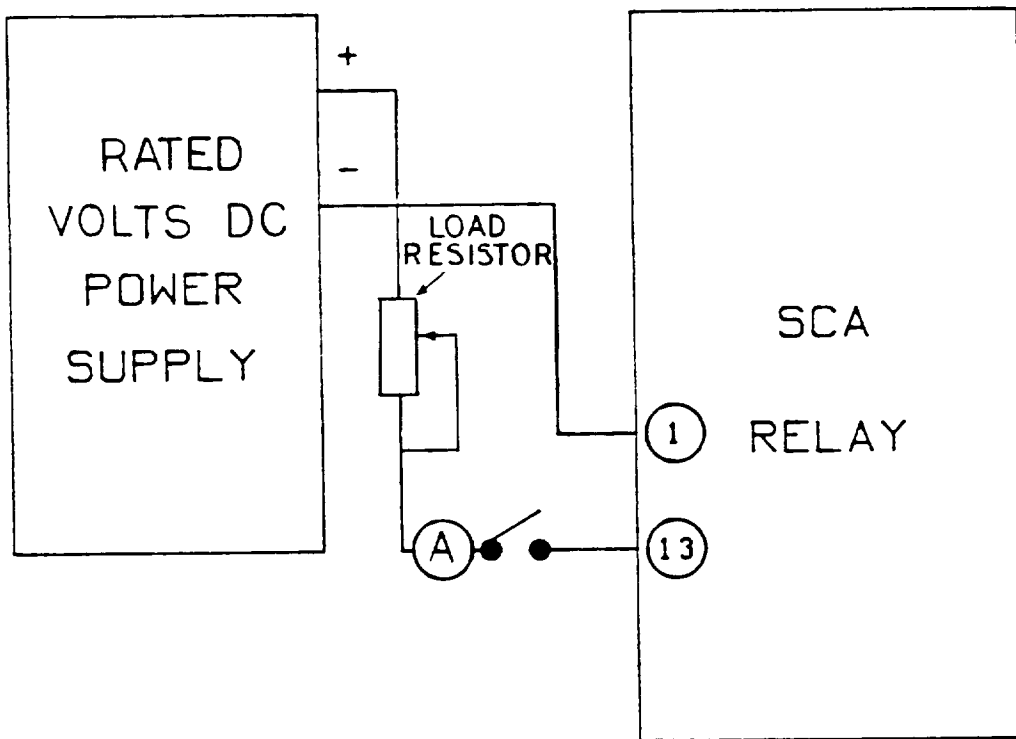 RATED
VOLTS DC
POWER
SUPPLY
+
-
LOAD
RESISTOR
A
SCA
RELAY
1
13